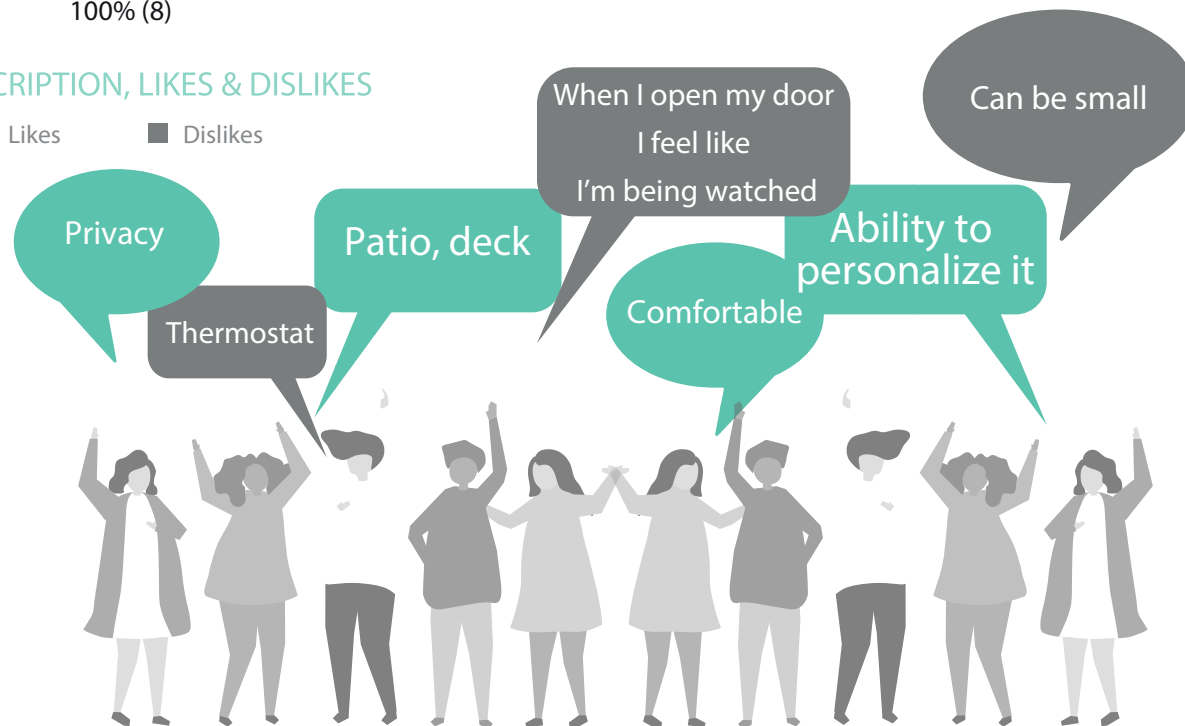 100% (8)
CRIPTION, LIKES & DISLIKES
Likes
Dislikes
When I open my door
I feel like
I'm being watched
Can be small
Privacy
Patio, deck
Ability to
personalize it
Thermostat
Comfortable